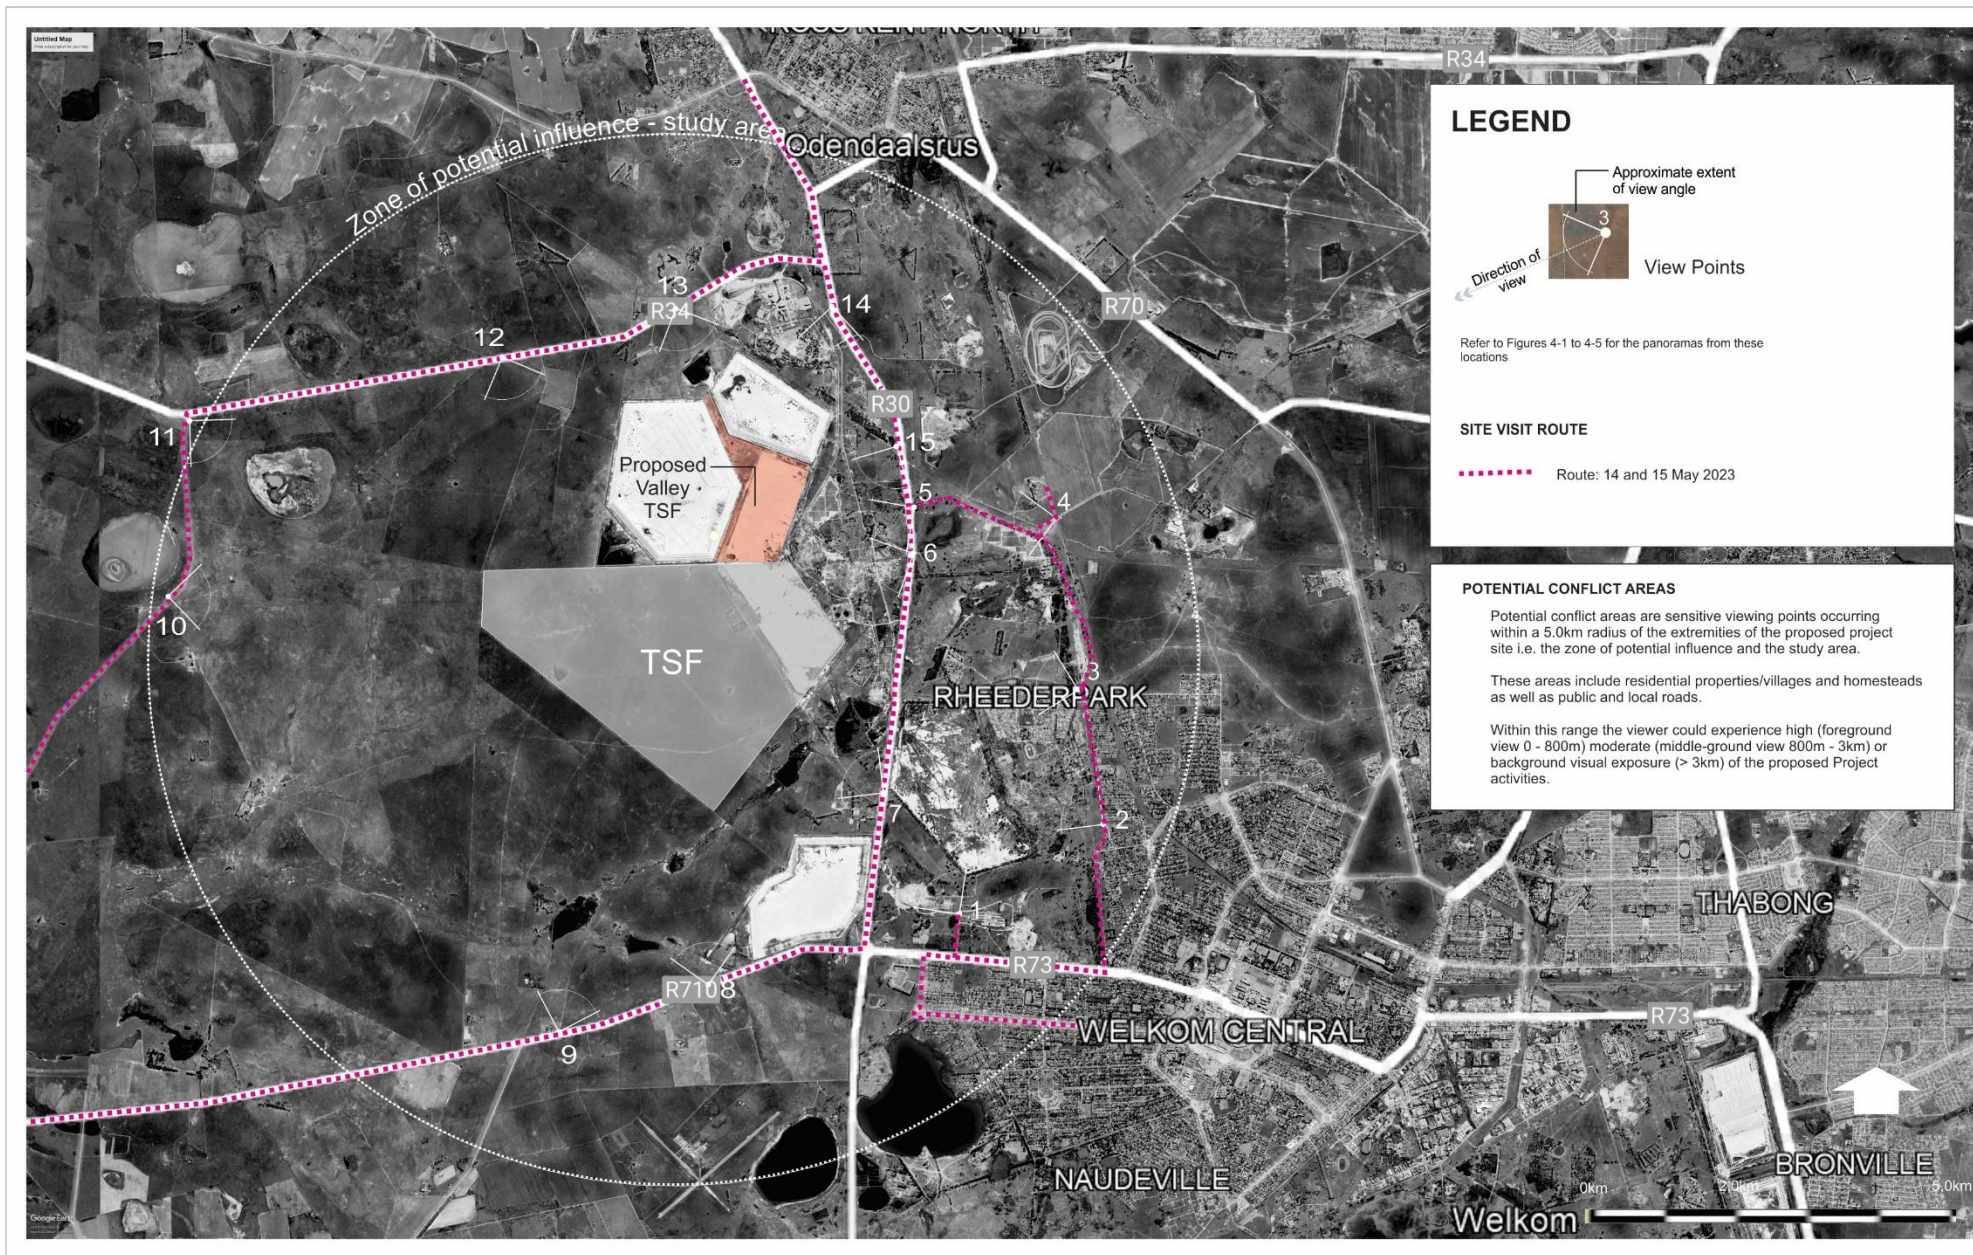 Untitled Map
R34
Zone of potential influence - study area
Odendaalsrus
13
R34
14
R70
12
11
R30
15
Proposed
Valley
TSF
5
4
6
10
TSF
3
RHEEDERPARK
7
2
1
THABONG
R73
R710
8
R73
WELKOM CENTRAL
9
NAUDEVILLE
BRONVILLE
0km
2,0km
5,0km
Welkom
Google Earth
LEGEND
Approximate extent
of view angle
3
Direction of
view
View Points
Refer to Figures 4-1 to 4-5 for the panoramas from these
locations
SITE VISIT ROUTE
Route: 14 and 15 May 2023
POTENTIAL CONFLICT AREAS
Potential conflict areas are sensitive viewing points occurring
within a 5.0km radius of the extremities of the proposed project
site i.e. the zone of potential influence and the study area.
These areas include residential properties/villages and homesteads
as well as public and local roads.
Within this range the viewer could experience high (foreground
view 0 - 800m) moderate (middle-ground view 800m - 3km) or
background visual exposure (> 3km) of the proposed Project
activities.